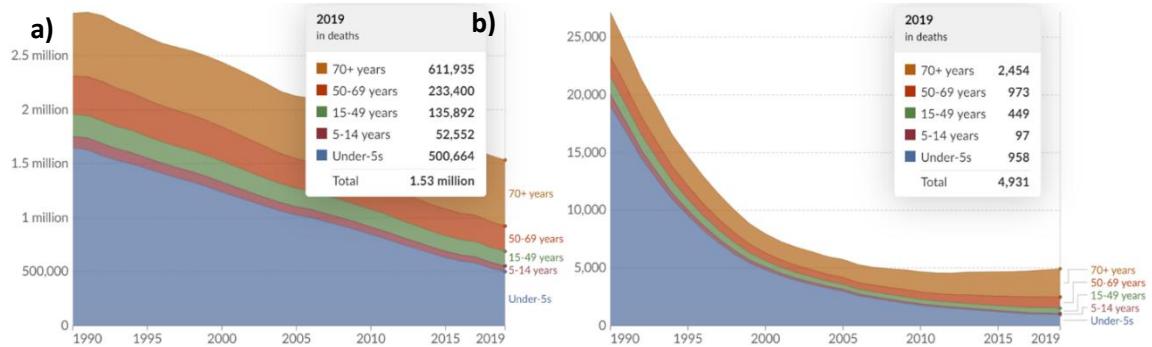 a)
2.5 million
2 million
1.5 million
1 million
500,000
0
1990
1995
2000
2005
2010
2015
2019
2019
in deaths
70+ years 611,935
50-69 years 233,400
15-49 years 135,892
5-14 years 52,552
Under-5s 500,664
Total 1.53 million
70+ years
50-69 years
15-49 years
5-14 years
Under-5s
b)
25,000
20,000
15,000
10,000
5,000
0
1990
1995
2000
2005
2010
2015
2019
2019
in deaths
70+ years 2,454
50-69 years 973
15-49 years 449
5-14 years 97
Under-5s 958
Total 4,931
70+ years
50-69 years
15-49 years
5-14 years
Under-5s